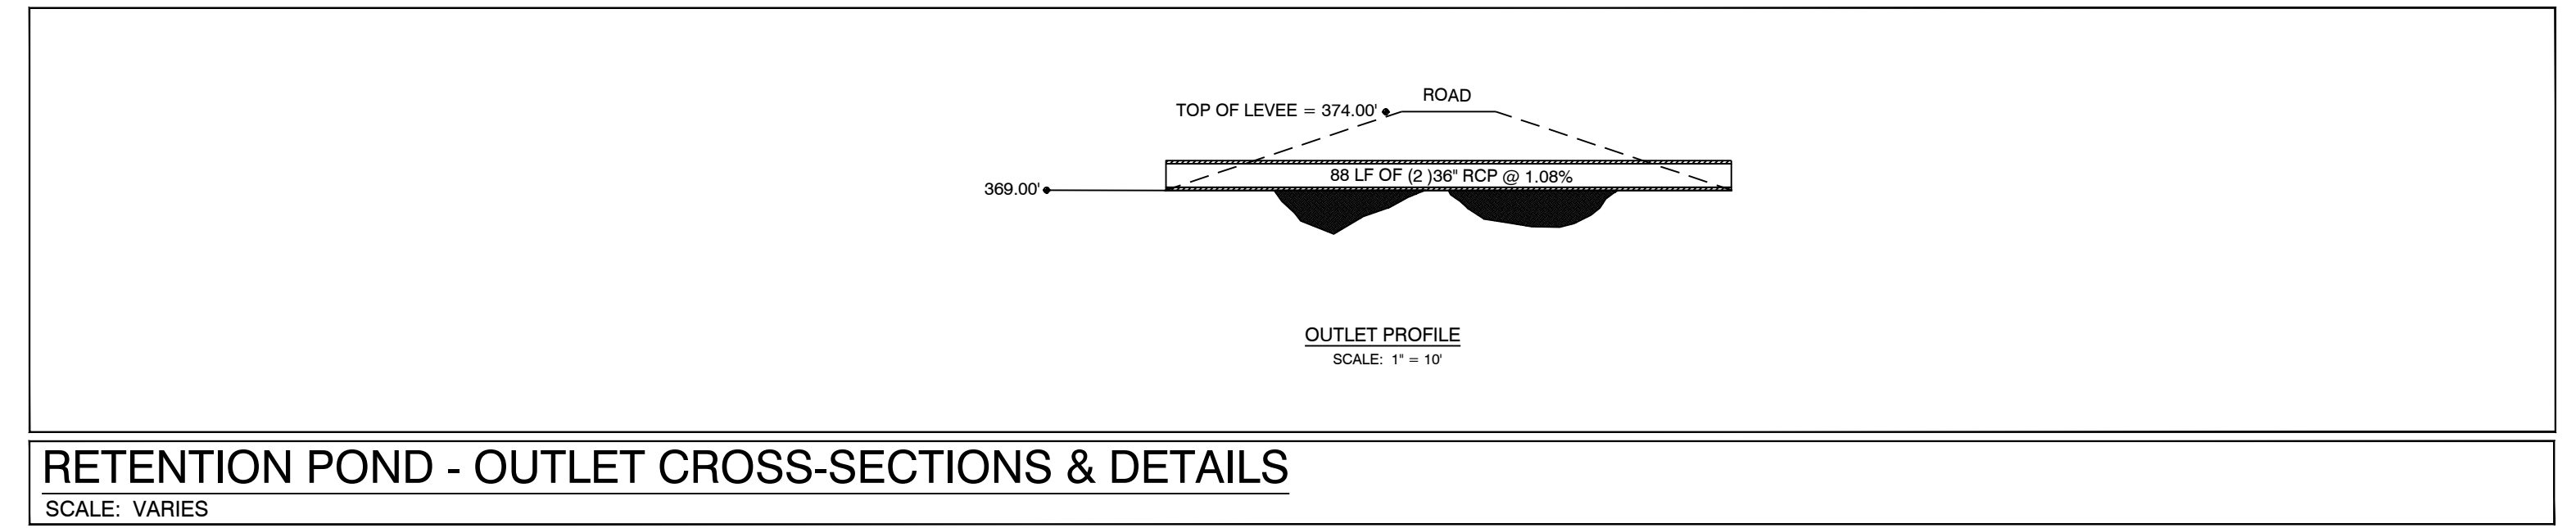 ROAD
TOP OF LEVEE = 374.00'
88 LF OF (2 )36" RCP @ 1.08%
369.00'
OUTLET PROFILE
SCALE: 1" = 10'
RETENTION POND - OUTLET CROSS-SECTIONS & DETAILS
SCALE: VARIES